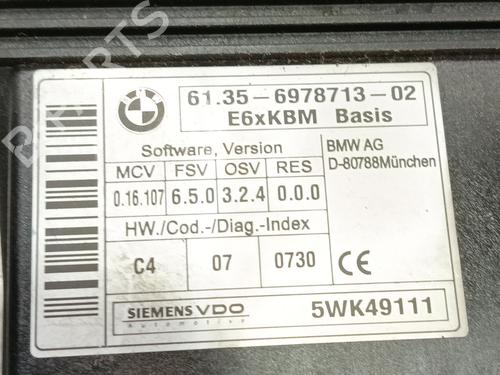 BMW
61.35-6978713-02
E6xKBM Basis
Software, Version
MCV FSV OSV RES
0.16.107 6.5.0 3.2.4 0.0.0
BMW AG
D-80788München
HW./Cod.-/Diag.-Index
C4 07 0730
CE
SIEMENS VDO
Automotive
5WK49111